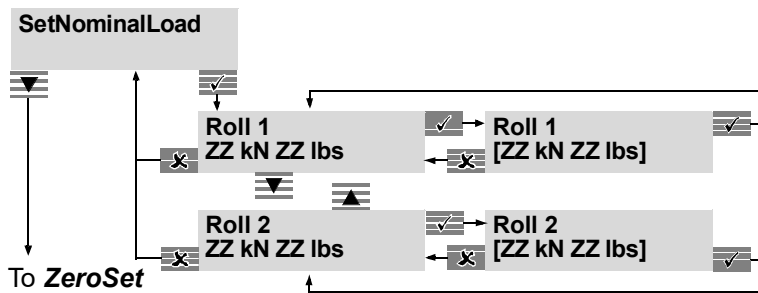 SetNominalLoad
Roll 1
ZZ kN ZZ lbs
Roll 1
[ZZ kN ZZ lbs]
Roll 2
ZZ kN ZZ lbs
Roll 2
[ZZ kN ZZ lbs]
To ZeroSet